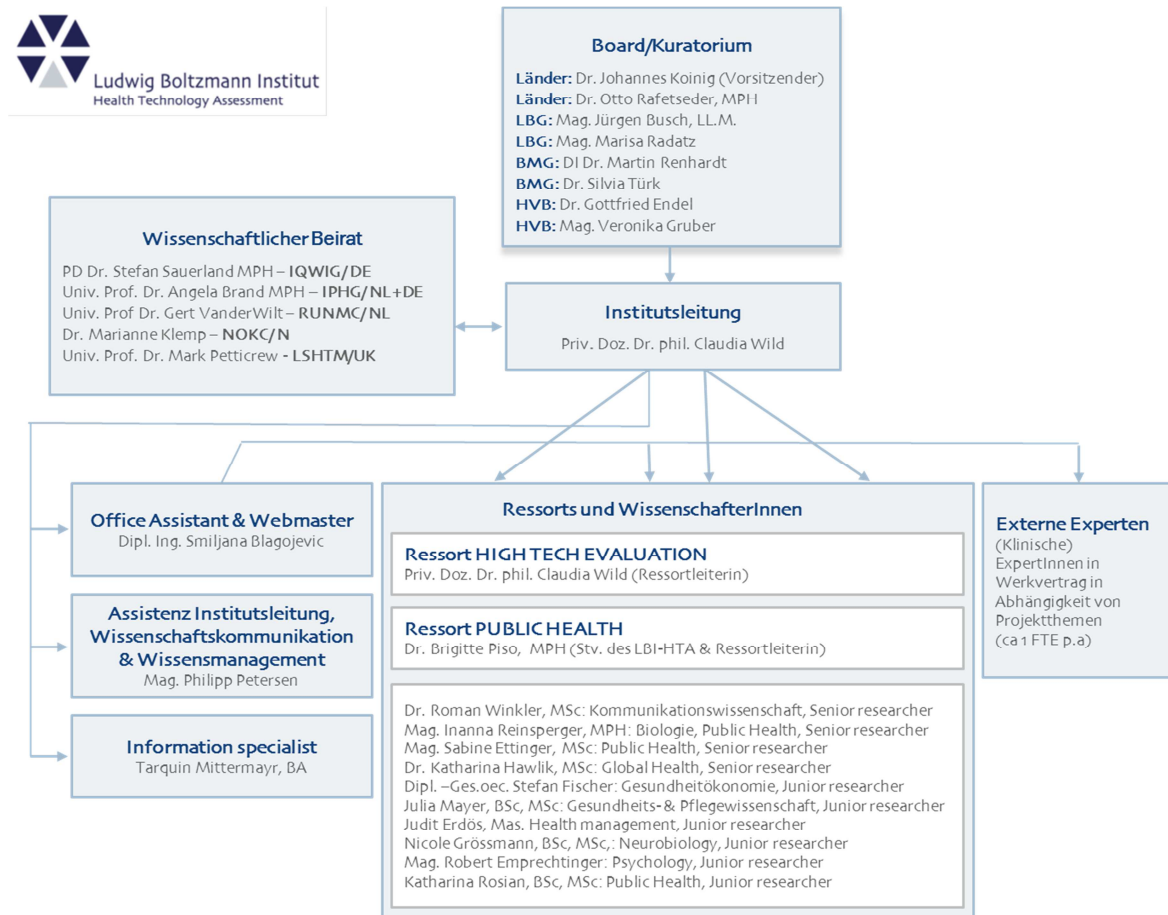 Ludwig Boltzmann Institut
Health Technology Assessment
Board/Kuratorium
Länder: Dr. Johannes Koinig (Vorsitzender)
Länder: Dr. Otto Rafetseder, MPH
LBG: Mag. Jürgen Busch, LL.M.
LBG: Mag. Marisa Radatz
BMG: DI Dr. Martin Renhardt
BMG: Dr. Silvia Türk
HVB: Dr. Gottfried Endel
HVB: Mag. Veronika Gruber
Wissenschaftlicher Beirat
PD Dr. Stefan Sauerland MPH – IQWIG/DE
Univ. Prof. Dr. Angela Brand MPH – IPHG/NL+DE
Univ. Prof Dr. Gert VanderWilt – RUNMC/NL
Dr. Marianne Klemp – NOKC/N
Univ. Prof. Dr. Mark Petticrew - LSHTM/UK
Institutsleitung
Priv. Doz. Dr. phil. Claudia Wild
Office Assistant & Webmaster
Dipl. Ing. Smiljana Blagojevic
Assistenz Institutsleitung,
Wissenschaftskommunikation
& Wissensmanagement
Mag. Philipp Petersen
Information specialist
Tarquin Mittermayr, BA
Ressorts und WissenschafterInnen
Ressort HIGH TECH EVALUATION
Priv. Doz. Dr. phil. Claudia Wild (Ressortleiterin)
Ressort PUBLIC HEALTH
Dr. Brigitte Piso, MPH (Stv. des LBI-HTA & Ressortleiterin)
Dr. Roman Winkler, MSc: Kommunikationswissenschaft, Senior researcher
Mag. Inanna Reinsperger, MPH: Biologie, Public Health, Senior researcher
Mag. Sabine Ettinger, MSc: Public Health, Senior researcher
Dr. Katharina Hawlik, MSc: Global Health, Senior researcher
Dipl. –Ges.oec. Stefan Fischer: Gesundheitökonomie, Junior researcher
Julia Mayer, BSc, MSc: Gesundheits- & Pflegewissenschaft, Junior researcher
Judit Erdös, Mas. Health management, Junior researcher
Nicole Grössmann, BSc, MSc,: Neurobiology, Junior researcher
Mag. Robert Emprechtinger: Psychology, Junior researcher
Katharina Rosian, BSc, MSc: Public Health, Junior researcher
Externe Experten
(Klinische)
ExpertInnen in
Werkvertrag in
Abhängigkeit von
Projektthemen
(ca 1 FTE p.a)